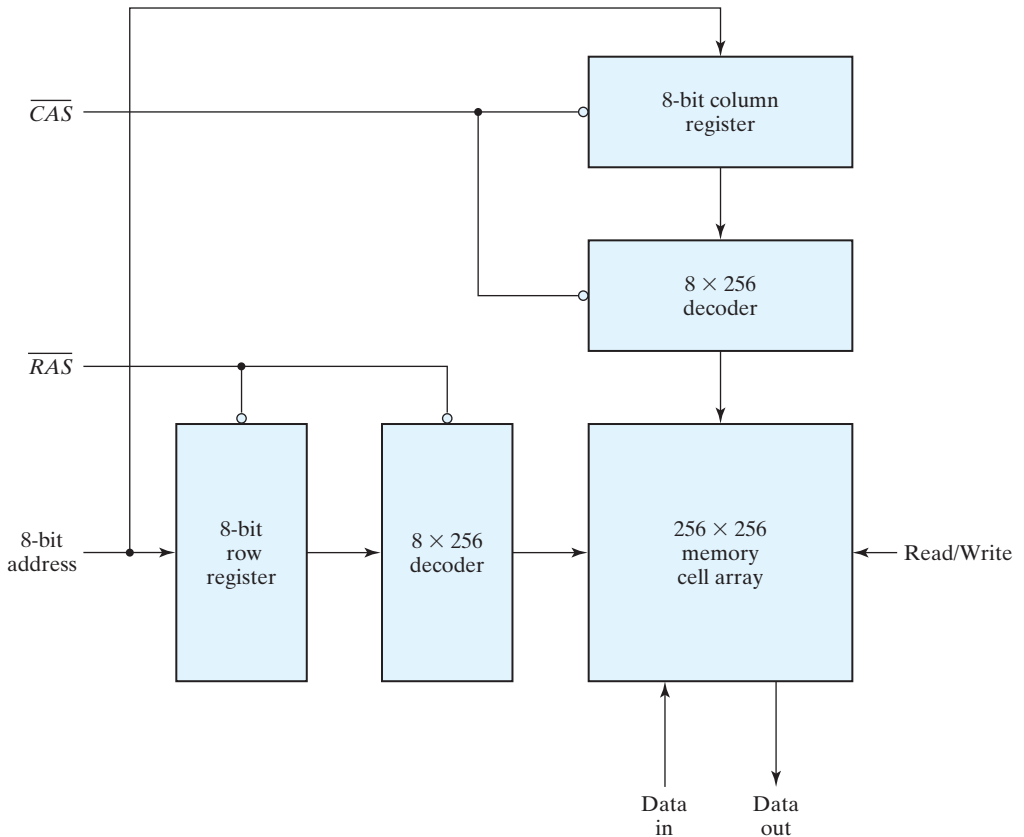 8-bit column
register
CAS
8 × 256
decoder
RAS
8-bit
address
8-bit
row
register
8 × 256
decoder
256 × 256
memory
cell array
Read/Write
Data
in
Data
out